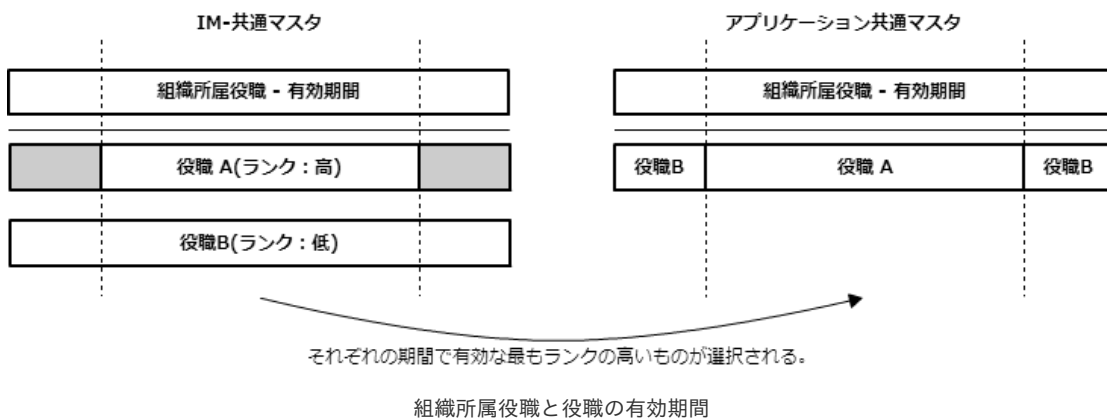 IM-共通マスタ
アプリケーション共通マスタ
組織所属役職 - 有効期間
組織所属役職 - 有効期間
役職 A(ランク：高)
役職B
役職 A
役職B
役職B(ランク：低)
それぞれの期間で有効な最もランクの高いものが選択される。
組織所属役職と役職の有効期間